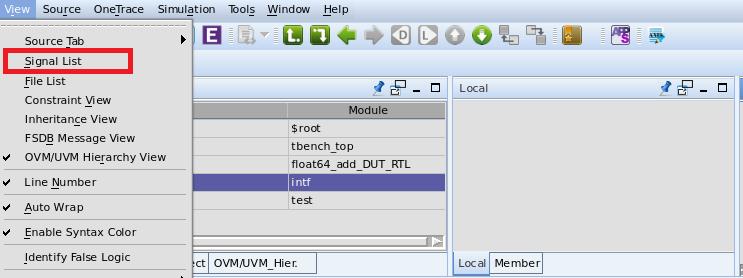 View Source OneTrace Simulation Tools Window Help
Source Tab
Signal List
File List
Constraint View
Inheritance View
FSDB Message View
OVM/UVM Hierarchy View
Line Number
Auto Wrap
Enable Syntax Color
Identify False Logic
E D L
Module
$root
tbench_top
float64_add_DUT_RTL
intf
test
ct OVM/UVM_Hier.
Local
Local Member